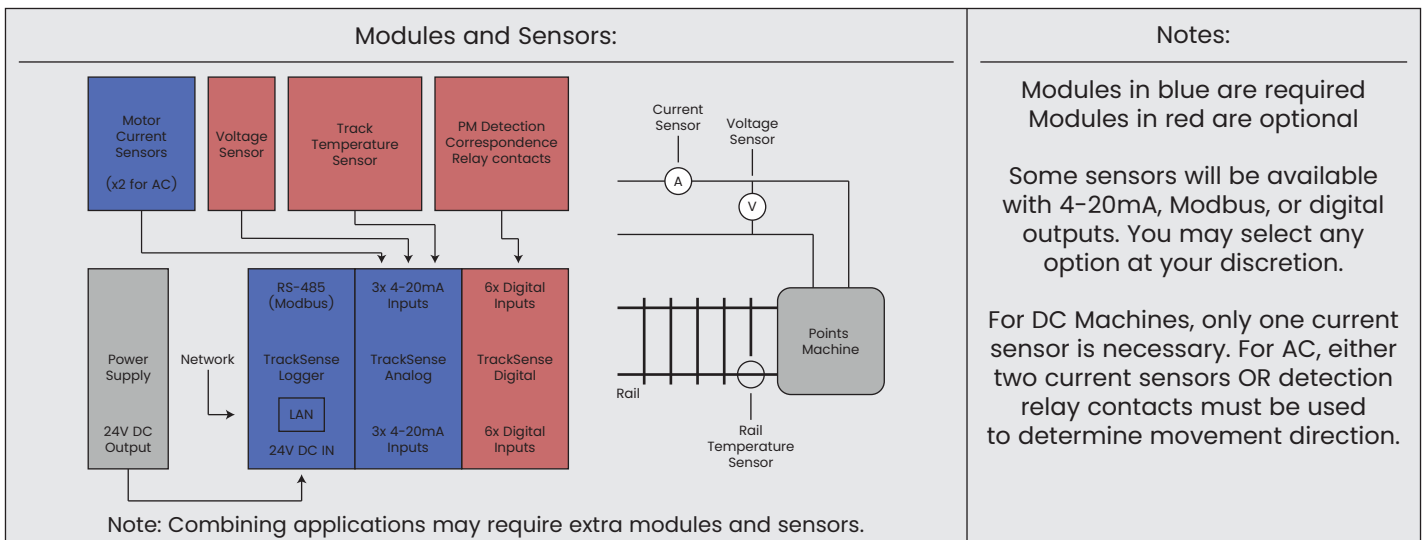 Modules and Sensors:
Motor
Current
Sensors
(x2 for AC)
Voltage
Sensor
Track
Temperature
Sensor
PM Detection
Correspondence
Relay contacts
Power
Supply
24V DC
Output
Network
RS-485
(Modbus)
TrackSense
Logger
LAN
24V DC IN
3x 4-20mA
Inputs
TrackSense
Analog
3x 4-20mA
Inputs
6x Digital
Inputs
TrackSense
Digital
6x Digital
Inputs
Current
Sensor
Voltage
Sensor
A
V
Points
Machine
Rail
Rail
Temperature
Sensor
Note: Combining applications may require extra modules and sensors.
Notes:
Modules in blue are required
Modules in red are optional
Some sensors will be available
with 4-20mA, Modbus, or digital
outputs. You may select any
option at your discretion.
For DC Machines, only one current
sensor is necessary. For AC, either
two current sensors OR detection
relay contacts must be used
to determine movement direction.